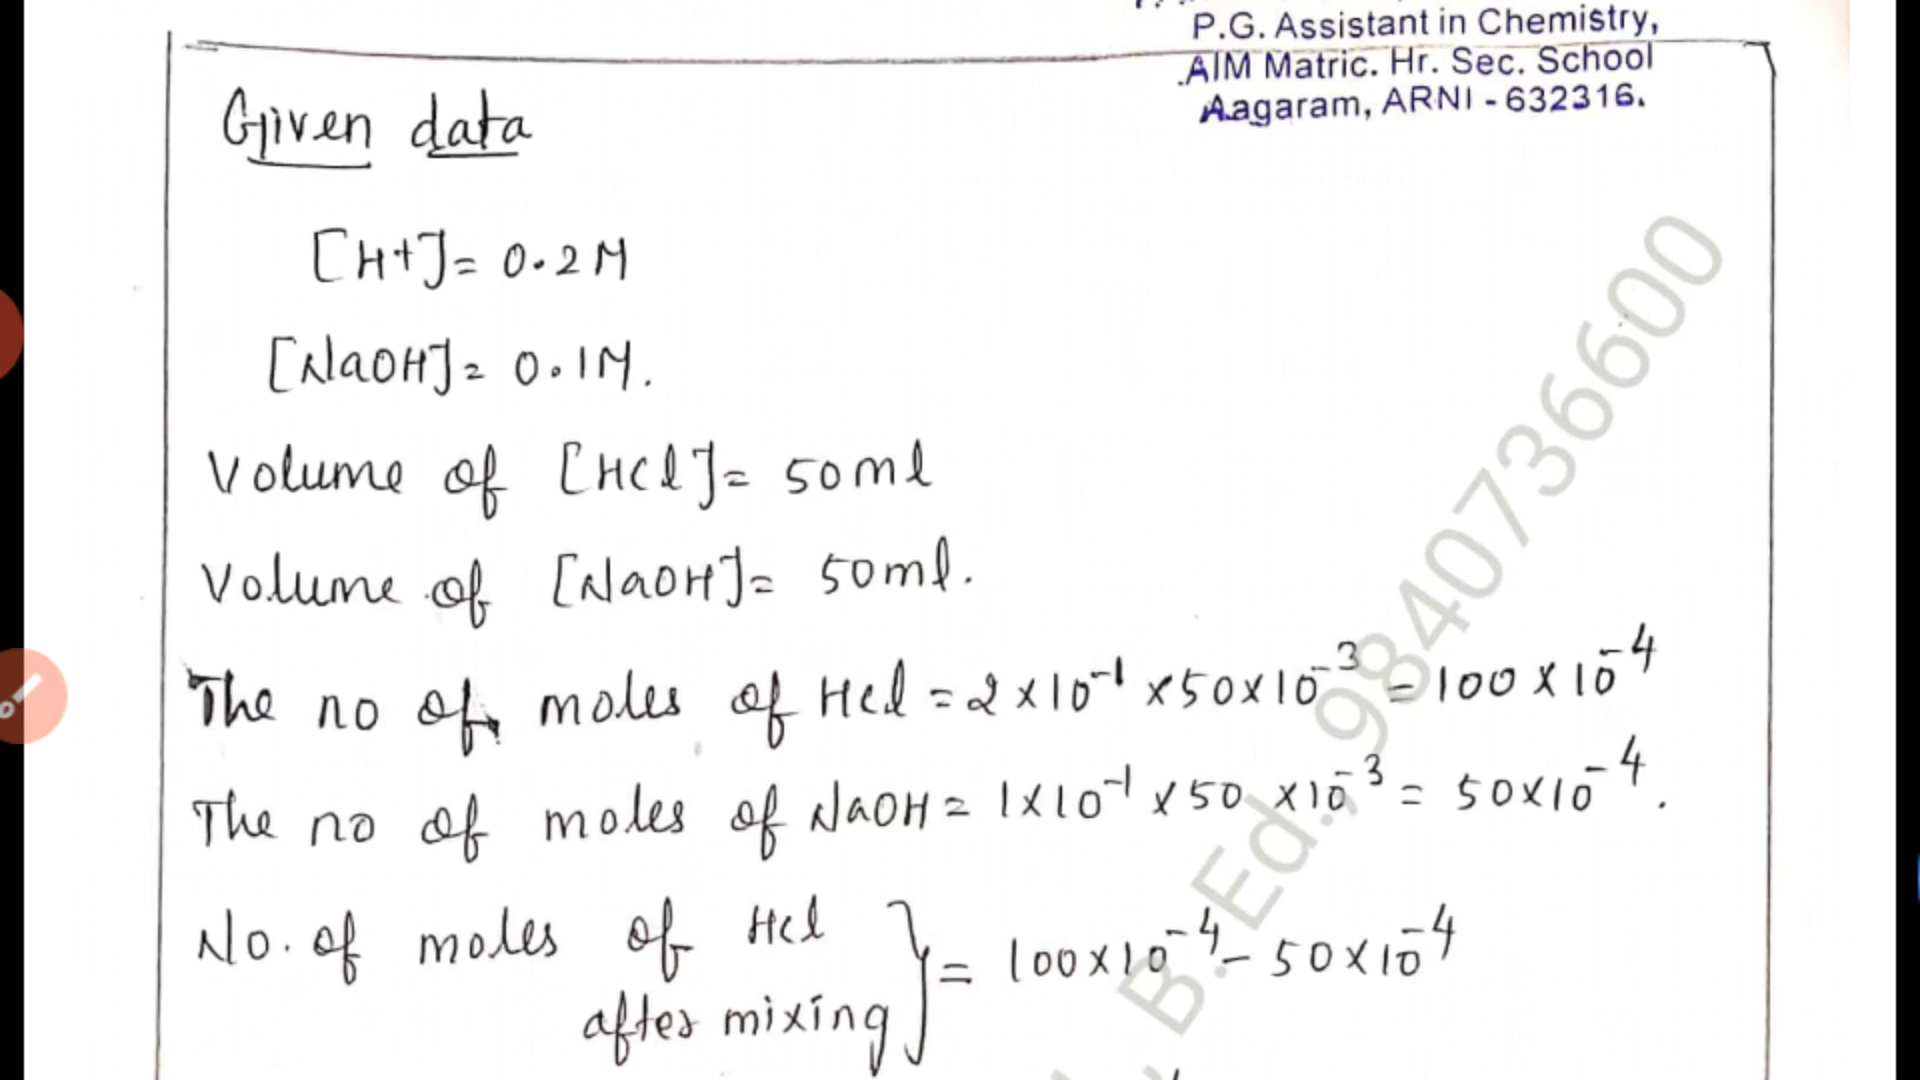 P.G. Assistant in Chemistry,
AIM Matric. Hr. Sec. School
Aagaram, ARNI - 632316.
Given data
[H+] = 0.2M
[NaOH] = 0.1M.
Volume of [HCl] = 50ml
Volume of [NaOH] = 50ml.
The no of moles of Hcl = 2 × 10⁻¹ × 50 × 10⁻³ = 100 × 10⁻⁴
The no of moles of NaOH = 1 × 10⁻¹ × 50 × 10⁻³ = 50 × 10⁻⁴.
No. of moles of Hcl
after mixing } = 100 × 10⁻⁴ - 50 × 10⁻⁴
B.Ed., 9840736600